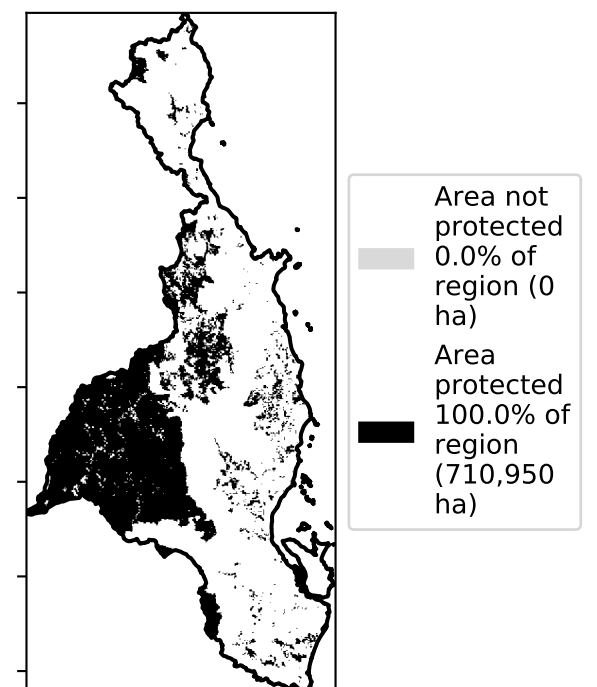 Area not
protected
0.0% of
region (0
ha)
Area
protected
100.0% of
region
(710,950
ha)